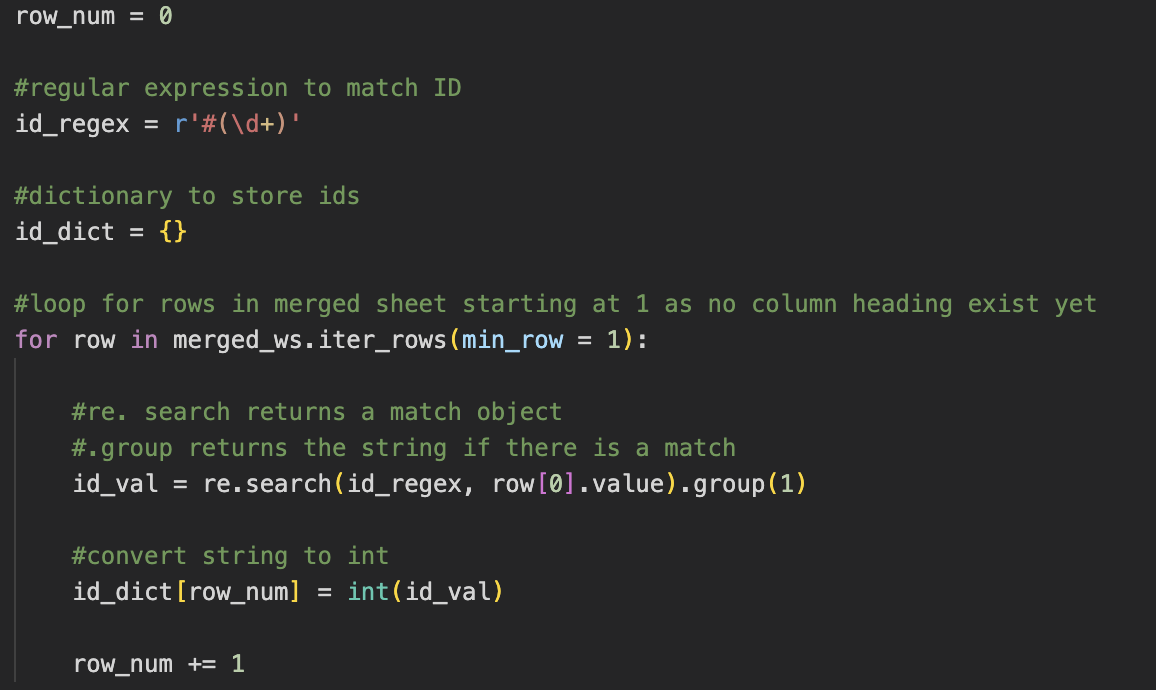 row_num = 0
#regular expression to match ID
id_regex = r'#(\d+)'
#dictionary to store ids
id_dict = {}
#loop for rows in merged sheet starting at 1 as no column heading exist yet
for row in merged_ws.iter_rows(min_row = 1):
#re. search returns a match object
#.group returns the string if there is a match
id_val = re.search(id_regex, row[0].value).group(1)
#convert string to int
id_dict[row_num] = int(id_val)
row_num += 1